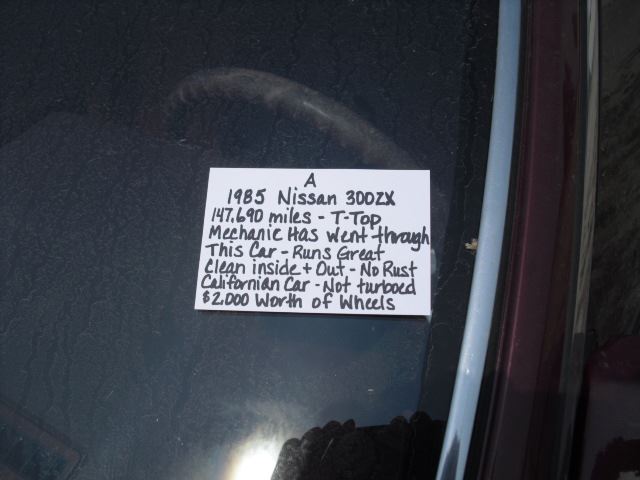 A
1985 Nissan 300ZX
147,690 miles - T-Top
Mechanic Has Went through
This Car - Runs Great
Clean inside + Out - No Rust
Californian Car - Not turboed
$2,000 Worth of Wheels